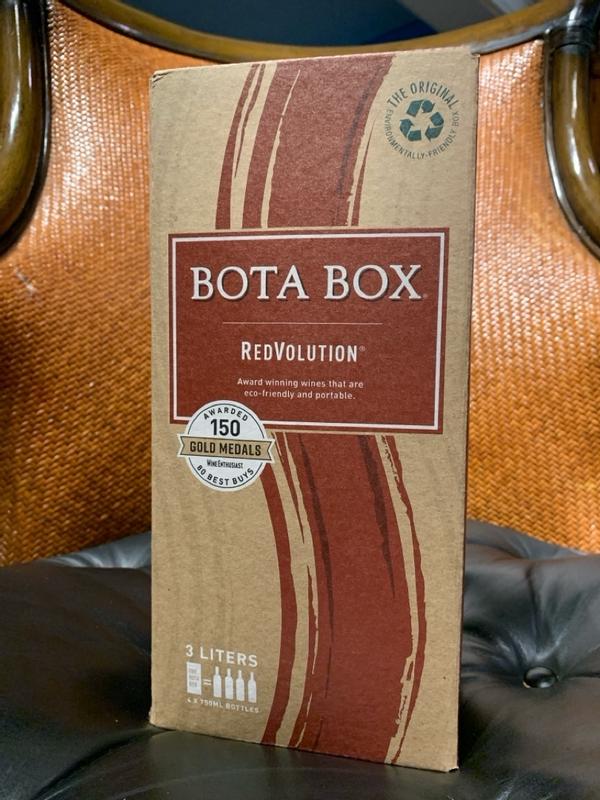 THE ORIGINAL
ENVIRONMENTALLY-FRIENDLY BOX
BOTA BOX®
REDVOLUTION®
Award winning wines that are
eco-friendly and portable.
AWARDED
150
GOLD MEDALS
WINE ENTHUSIAST
80 BEST BUYS
3 LITERS
=
4 X 750ML BOTTLES